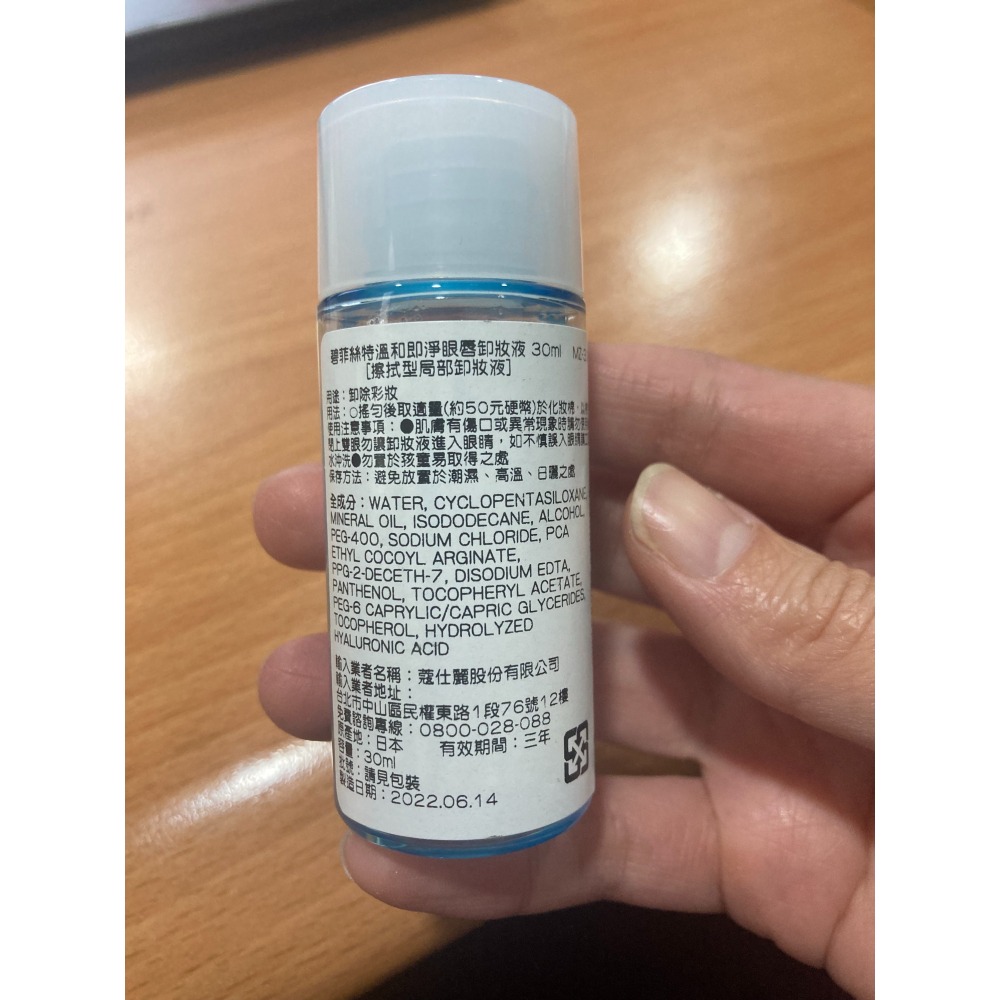 碧菲絲特溫和即淨眼唇卸妝液 30ml
[擦拭型局部卸妝液]
用途：卸除彩妝
用法：○搖勻後取適量(約50元硬幣)於化妝棉，
使用注意事項：●肌膚有傷口或異常現象時請勿使
閉上雙眼勿讓卸妝液進入眼睛，如不慎誤入眼
水沖洗●勿置於孩童易取得之處
保存方法：避免放置於潮濕、高溫、日曬之處
全成分：WATER, CYCLOPENTASILOXANE,
MINERAL OIL, ISODODECANE, ALCOHOL,
PEG-400, SODIUM CHLORIDE, PCA
ETHYL COCOYL ARGINATE,
PPG-2-DECETH-7, DISODIUM EDTA,
PANTHENOL, TOCOPHERYL ACETATE,
PEG-6 CAPRYLIC/CAPRIC GLYCERIDES,
TOCOPHEROL, HYDROLYZED
HYALURONIC ACID
輸入業者名稱：蔻仕麗股份有限公司
輸入業者地址：
台北市中山區民權東路1段76號12樓
免費諮詢專線：0800-028-088
原產地：日本 有效期間：三年
容量：30ml
批號：請見包裝
製造日期：2022.06.14